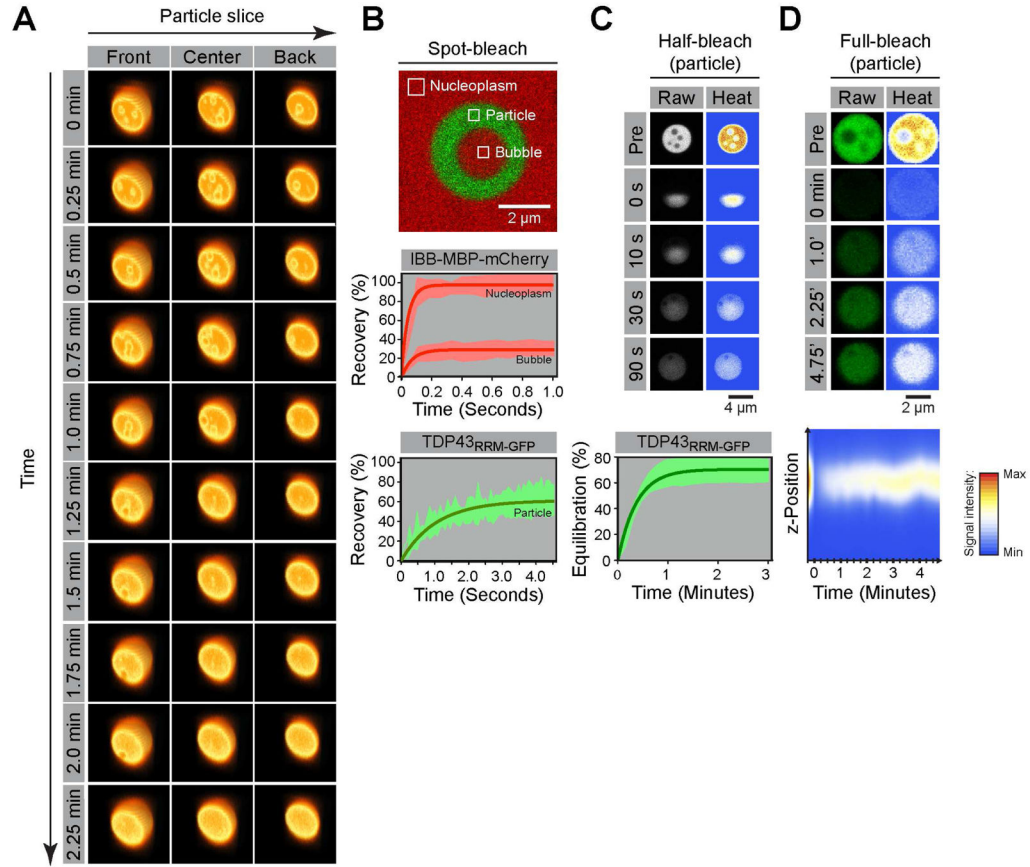 A
Particle slice
Front
Center
Back
Time
0 min
0.25 min
0.5 min
0.75 min
1.0 min
1.25 min
1.5 min
1.75 min
2.0 min
2.25 min
B
Spot-bleach
Nucleoplasm
Particle
Bubble
2 µm
IBB-MBP-mCherry
Recovery (%)
100
80
60
40
20
0
Nucleoplasm
Bubble
0 0.2 0.4 0.6 0.8 1.0
Time (Seconds)
TDP43RRM-GFP
Recovery (%)
100
80
60
40
20
0
Particle
0 1.0 2.0 3.0 4.0
Time (Seconds)
C
Half-bleach
(particle)
Raw
Heat
Pre
0 s
10 s
30 s
90 s
4 µm
TDP43RRM-GFP
Equilibration (%)
80
60
40
20
0
0 1 2 3
Time (Minutes)
D
Full-bleach
(particle)
Raw
Heat
Pre
0 min
1.0'
2.25'
4.75'
2 µm
z-Position
0 1 2 3 4
Time (Minutes)
Signal intensity:
Max
Min